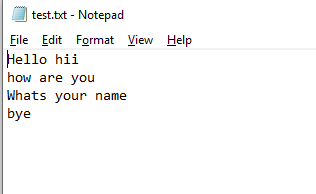 test.txt - Notepad
File Edit Format View Help
Hello hii
how are you
Whats your name
bye